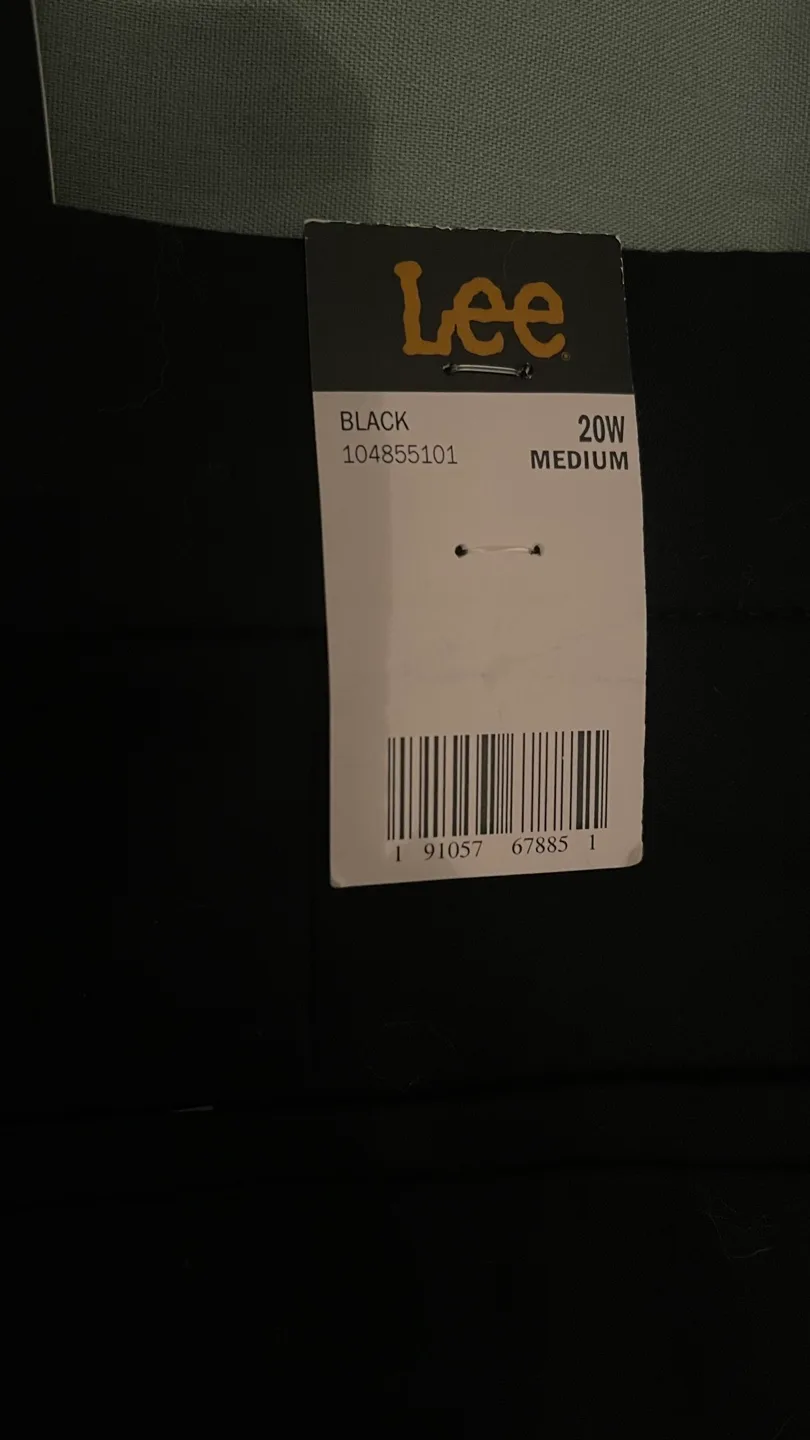 Lee®
BLACK 20W
104855101 MEDIUM
1 91057 67885 1